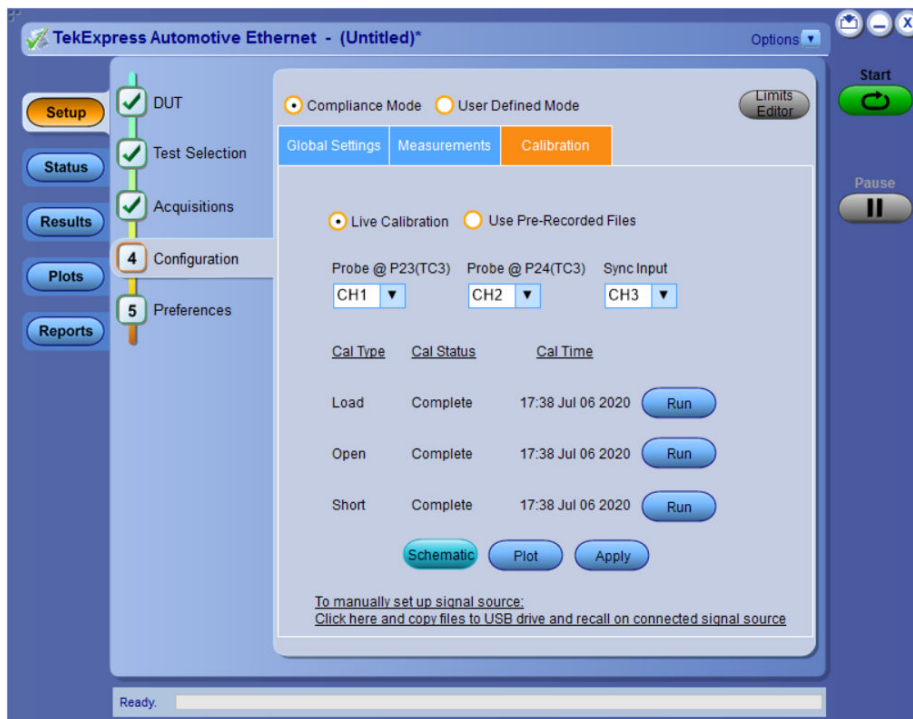 TekExpress Automotive Ethernet - (Untitled)*
Options
Start
Pause
Setup
Status
Results
Plots
Reports
DUT
Test Selection
Acquisitions
4 Configuration
5 Preferences
Compliance Mode User Defined Mode
Limits
Editor
Global Settings Measurements Calibration
Live Calibration Use Pre-Recorded Files
Probe @ P23(TC3) Probe @ P24(TC3) Sync Input
CH1 CH2 CH3
Cal Type Cal Status Cal Time
Load Complete 17:38 Jul 06 2020 Run
Open Complete 17:38 Jul 06 2020 Run
Short Complete 17:38 Jul 06 2020 Run
Schematic Plot Apply
To manually set up signal source:
Click here and copy files to USB drive and recall on connected signal source
Ready.